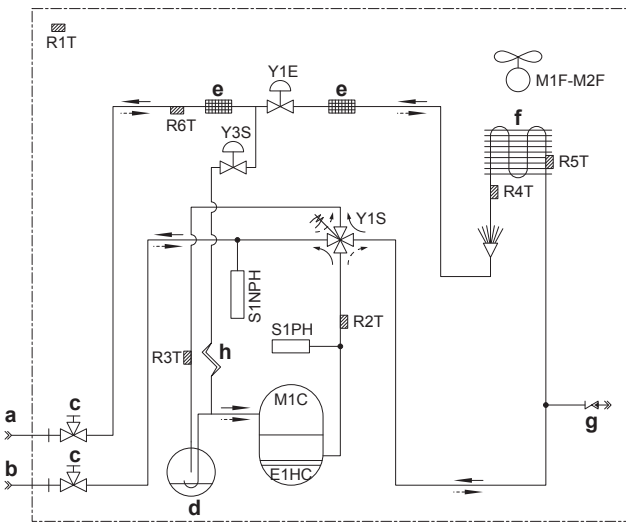 R1T
Y1E
M1F-M2F
e
e
f
R6T
Y3S
R5T
R4T
Y1S
S1NPH
R2T
S1PH
R3T
h
M1C
c
a
g
c
b
E1HC
d